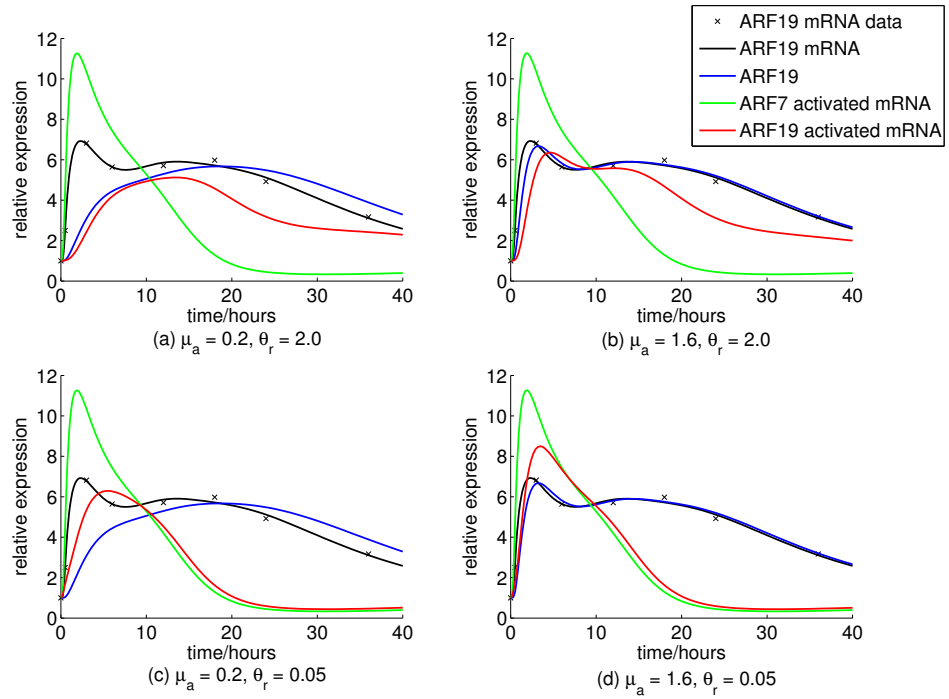 ARF19 mRNA data
ARF19 mRNA
ARF19
ARF7 activated mRNA
ARF19 activated mRNA
12
10
8
6
4
2
0
relative expression
0 10 20 30 40
time/hours
(a) μa = 0.2, θr = 2.0
12
10
8
6
4
2
0
relative expression
0 10 20 30 40
time/hours
(b) μa = 1.6, θr = 2.0
12
10
8
6
4
2
0
relative expression
0 10 20 30 40
time/hours
(c) μa = 0.2, θr = 0.05
12
10
8
6
4
2
0
relative expression
0 10 20 30 40
time/hours
(d) μa = 1.6, θr = 0.05